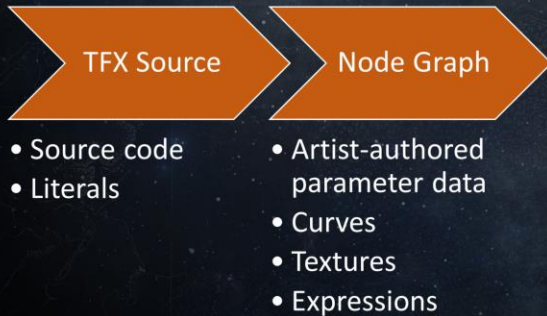 TFX Source
Node Graph
• Source code
• Literals
• Artist-authored
parameter data
• Curves
• Textures
• Expressions